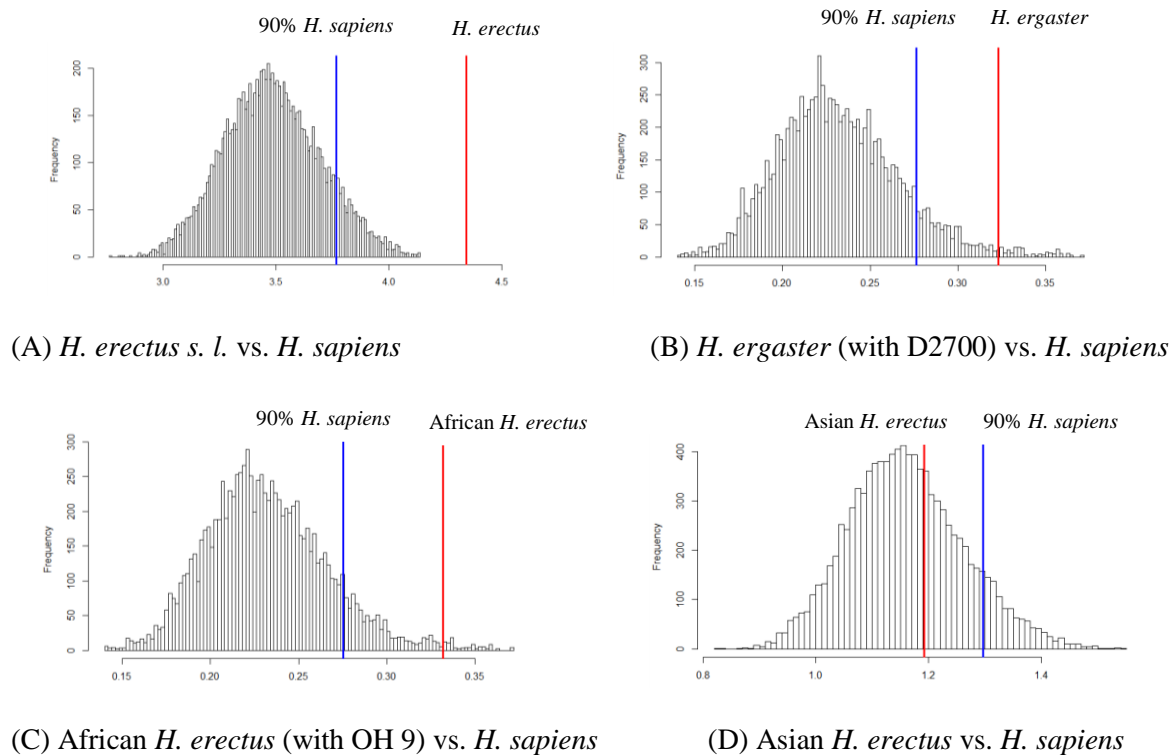 90% H. sapiens H. erectus
Frequency
0 50 100 150 200
3.0 3.5 4.0 4.5
(A) H. erectus s. l. vs. H. sapiens
90% H. sapiens H. ergaster
Frequency
0 50 100 150 200 250 300
0.15 0.20 0.25 0.30 0.35
(B) H. ergaster (with D2700) vs. H. sapiens
90% H. sapiens African H. erectus
Frequency
0 50 100 150 200 250 300
0.15 0.20 0.25 0.30 0.35
(C) African H. erectus (with OH 9) vs. H. sapiens
Asian H. erectus 90% H. sapiens
Frequency
0 100 200 300 400
0.8 1.0 1.2 1.4
(D) Asian H. erectus vs. H. sapiens